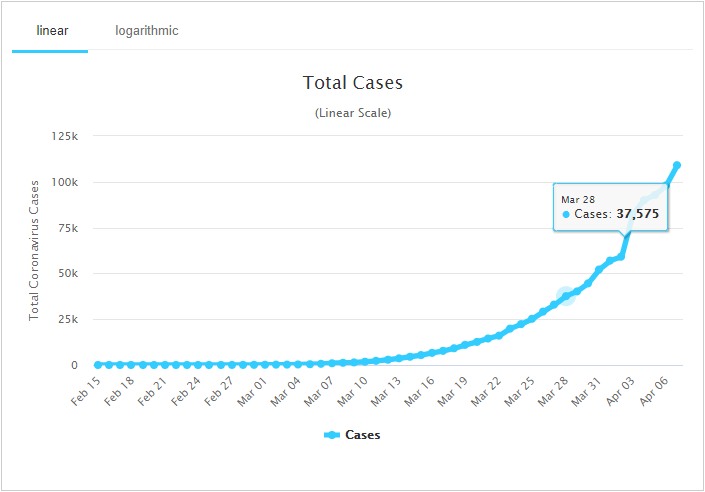 linear logarithmic
Total Cases
(Linear Scale)
Total Coronavirus Cases
125k
100k
75k
50k
25k
0
Mar 28
Cases: 37,575
Feb 15 Feb 18 Feb 21 Feb 24 Feb 27 Mar 01 Mar 04 Mar 07 Mar 10 Mar 13 Mar 16 Mar 19 Mar 22 Mar 25 Mar 28 Mar 31 Apr 03 Apr 06
Cases